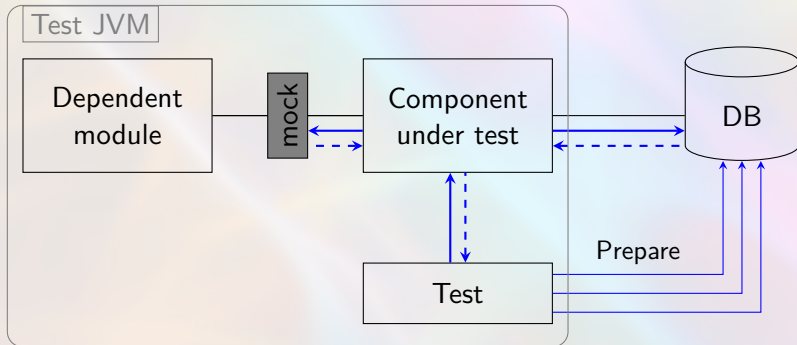 Test JVM
Dependent
module
mock
Component
under test
DB
Prepare
Test